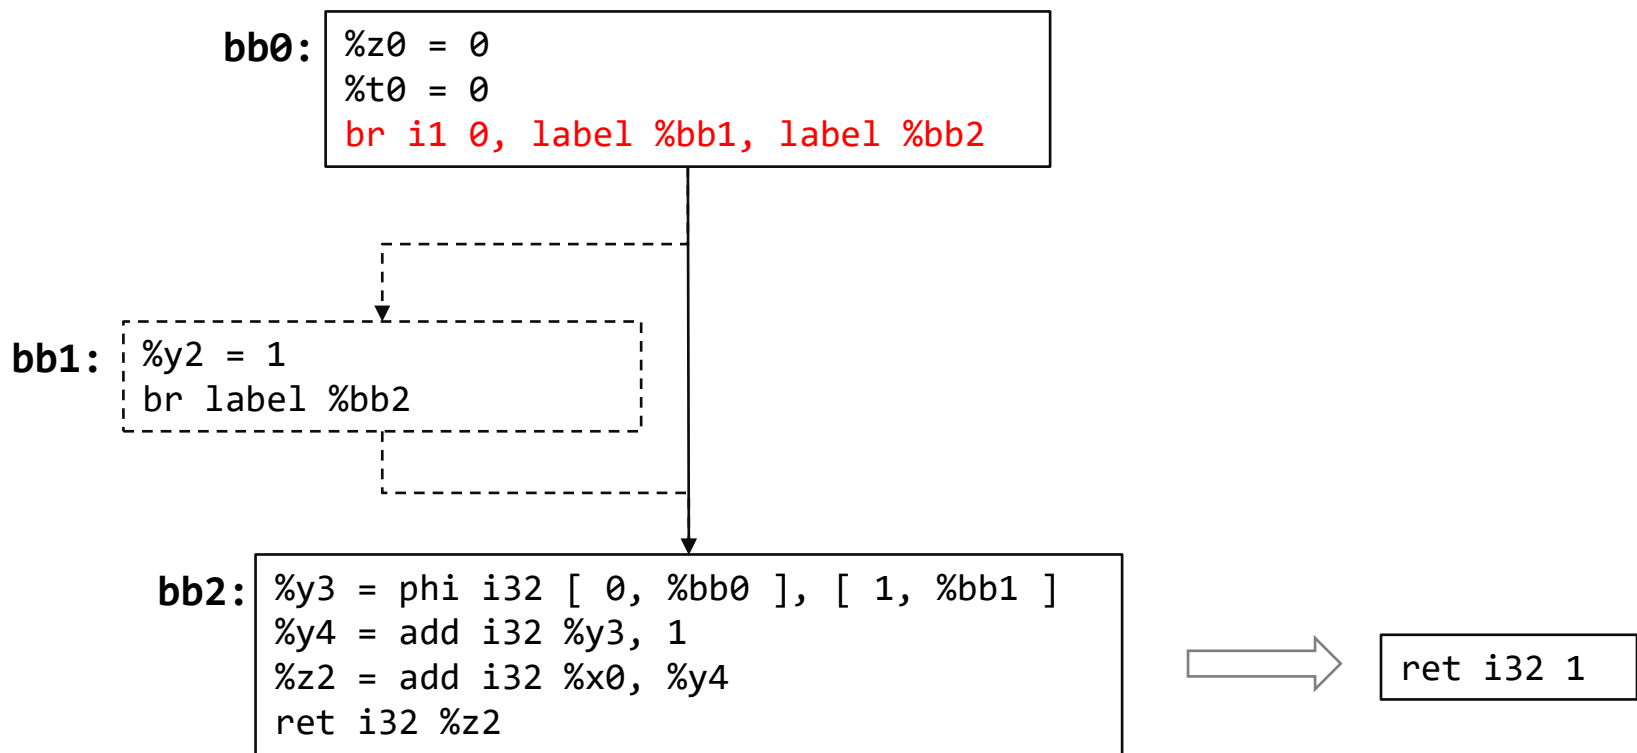 bb0:
%z0 = 0
%t0 = 0
br i1 0, label %bb1, label %bb2
bb1:
%y2 = 1
br label %bb2
bb2:
%y3 = phi i32 [ 0, %bb0 ], [ 1, %bb1 ]
%y4 = add i32 %y3, 1
%z2 = add i32 %x0, %y4
ret i32 %z2
ret i32 1